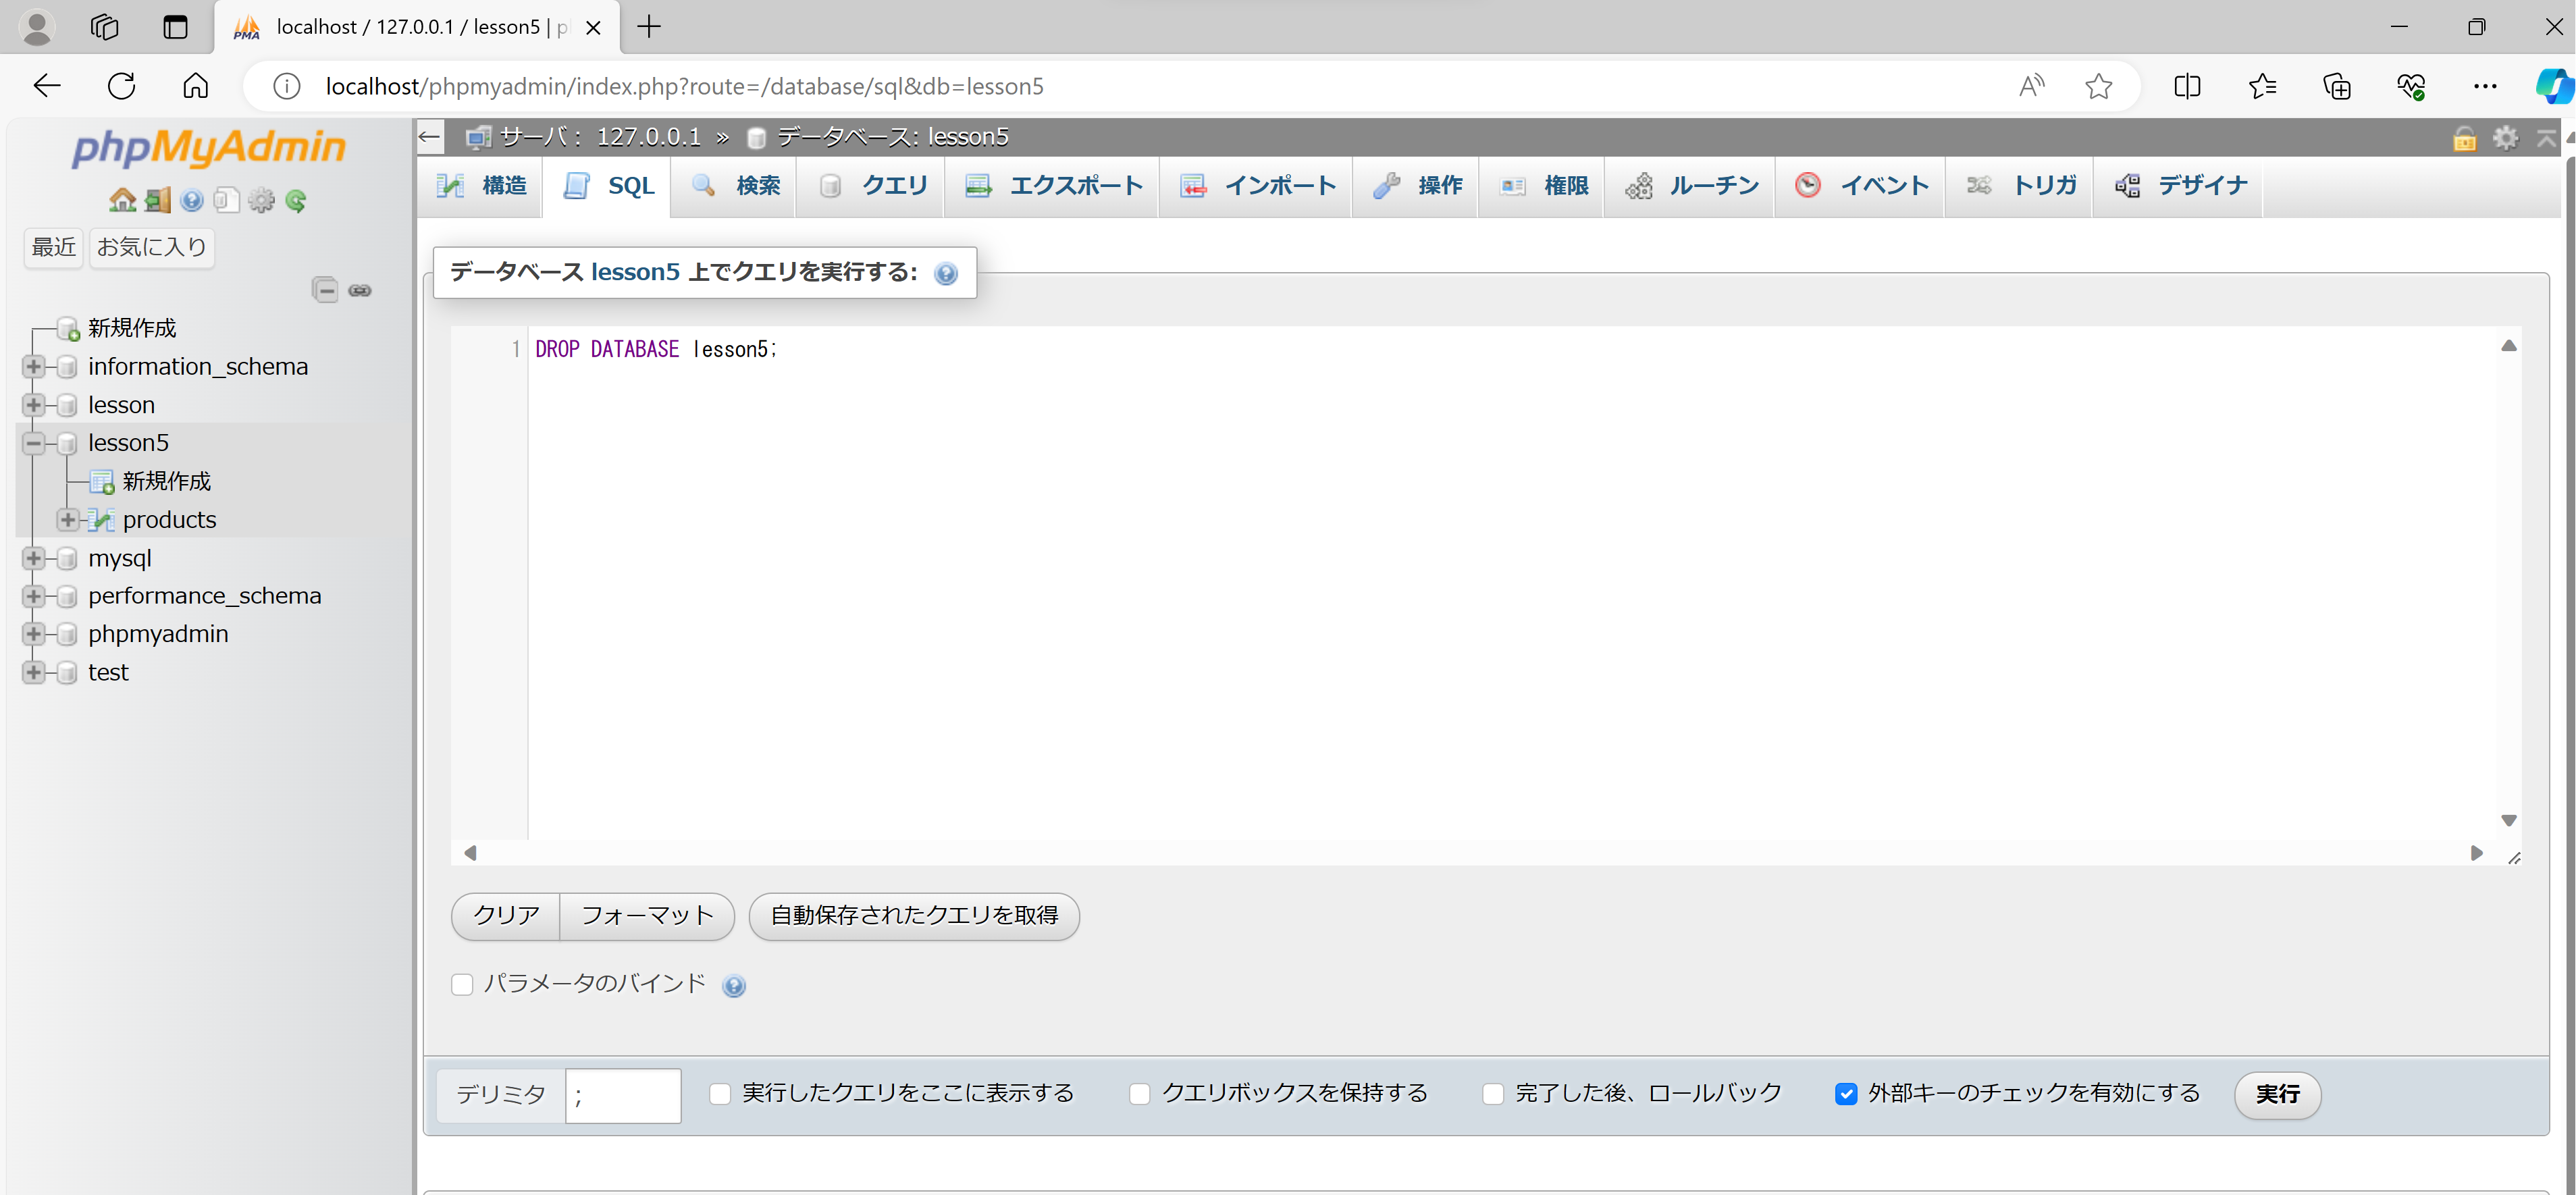 PMA
localhost / 127.0.0.1 / lesson5 | p
localhost/phpmyadmin/index.php?route=/database/sql&db=lesson5
phpMyAdmin
最近 お気に入り
新規作成
information_schema
lesson
lesson5
新規作成
products
mysql
performance_schema
phpmyadmin
test
サーバ: 127.0.0.1 » データベース: lesson5
構造 SQL 検索 クエリ エクスポート インポート 操作 権限 ルーチン イベント トリガ デザイナ
データベース lesson5 上でクエリを実行する:
1 DROP DATABASE lesson5;
クリア フォーマット 自動保存されたクエリを取得
パラメータのバインド
デリミタ ; 実行したクエリをここに表示する クエリボックスを保持する 完了した後、ロールバック 外部キーのチェックを有効にする 実行